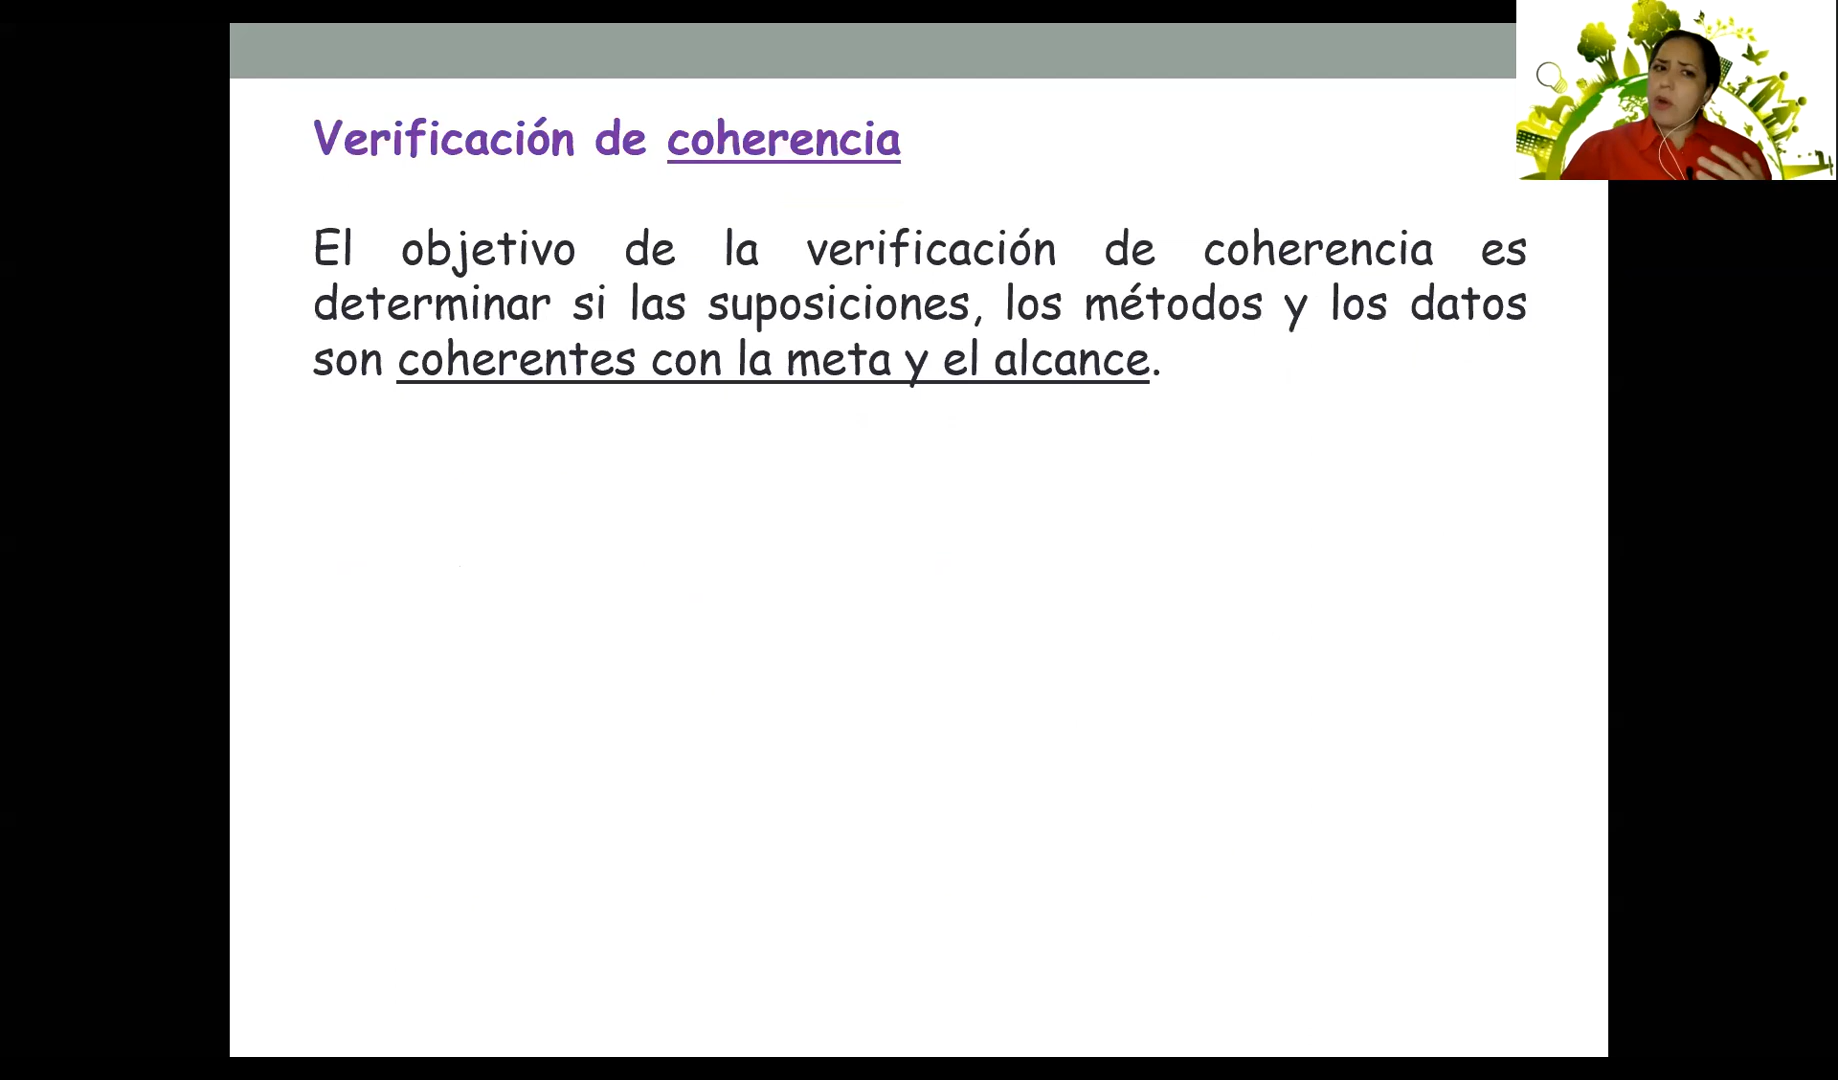 Verificación de coherencia
El objetivo de la verificación de coherencia es
determinar si las suposiciones, los métodos y los datos
son coherentes con la meta y el alcance.